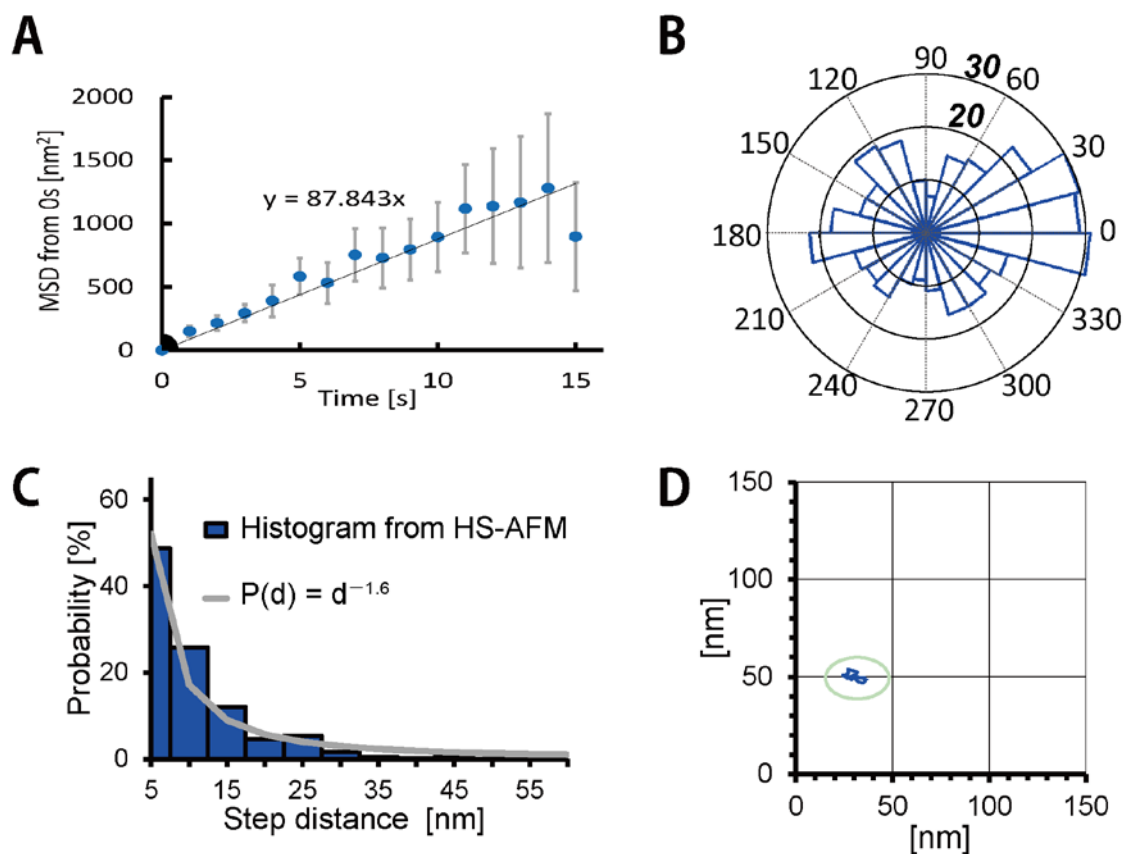 A
MSD from 0s [nm²]
2000
1500
1000
500
0
y = 87.843x
0 5 10 15
Time [s]
B
90
120 30 60
20
150 30
180 0
210 330
240 300
270
C
Probability [%]
60
40
20
0
Histogram from HS-AFM
P(d) = d⁻¹·⁶
5 15 25 35 45 55
Step distance [nm]
D
[nm]
150
100
50
0
0 50 100 150
[nm]